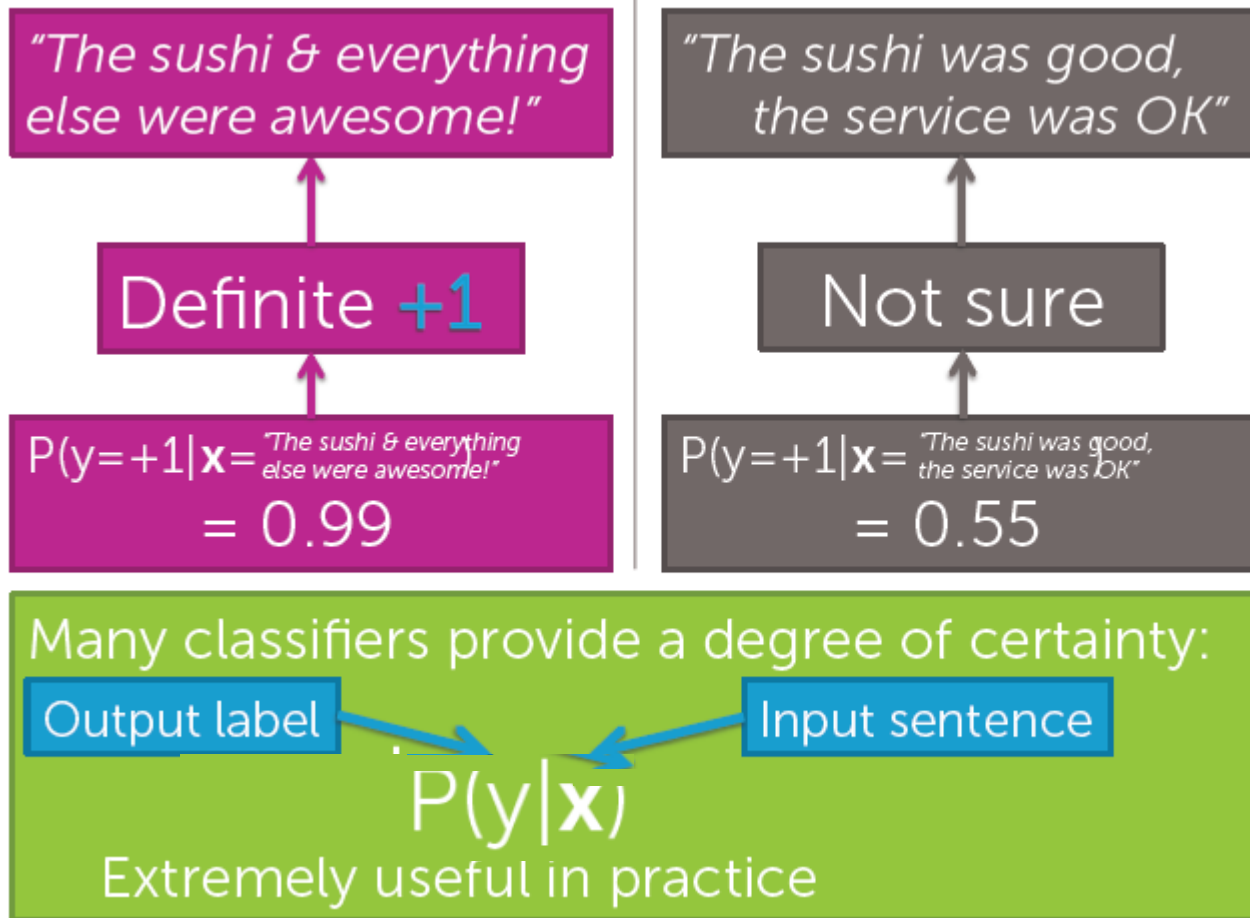 "The sushi & everything
else were awesome!"
Definite +1
P(y=+1|x= "The sushi & everything
else were awesome!")
= 0.99
"The sushi was good,
the service was OK"
Not sure
P(y=+1|x= "The sushi was good,
the service was OK")
= 0.55
Many classifiers provide a degree of certainty:
Output label
Input sentence
P(y|x)
Extremely useful in practice